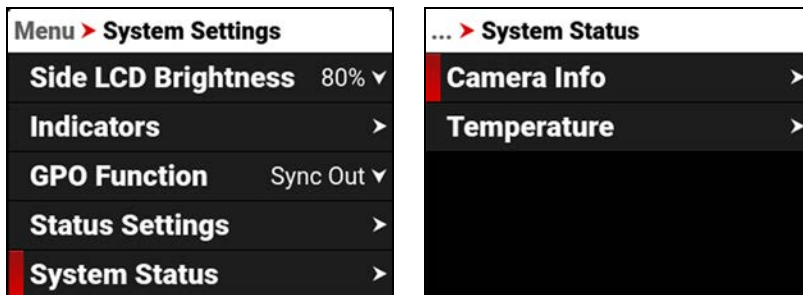 Menu > System Settings
Side LCD Brightness 80%
Indicators
GPO Function Sync Out
Status Settings
System Status
... > System Status
Camera Info
Temperature